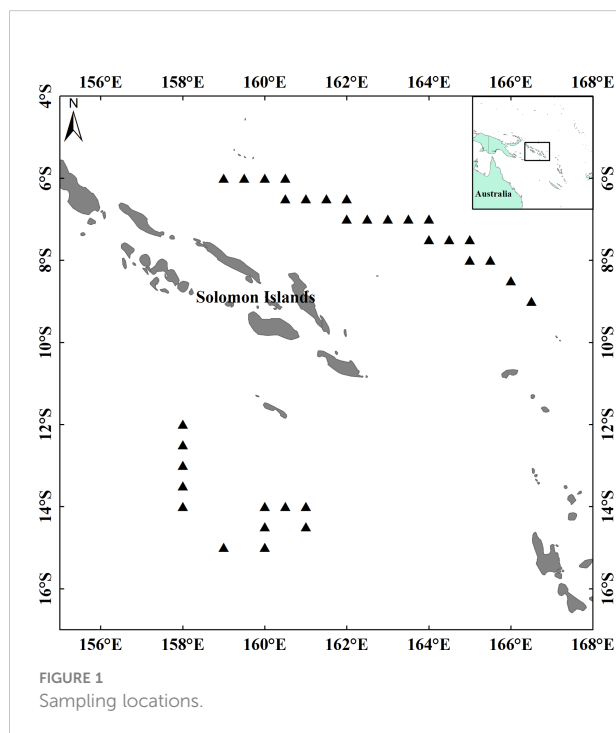 156°E 158°E 160°E 162°E 164°E 166°E 168°E
4°S 4°S
N
Australia
6°S 6°S
8°S 8°S
Solomon Islands
10°S 10°S
12°S 12°S
14°S 14°S
16°S 16°S
156°E 158°E 160°E 162°E 164°E 166°E 168°E
FIGURE 1
Sampling locations.